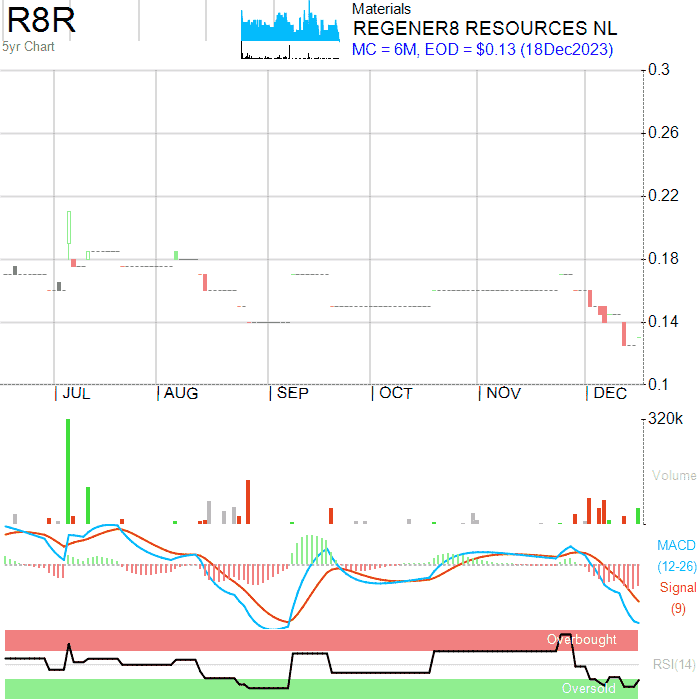 R8R
5yr Chart
Materials
REGENER8 RESOURCES NL
MC = 6M, EOD = $0.13 (18Dec2023)
0.3
0.26
0.22
0.18
0.14
0.1
JUL AUG SEP OCT NOV DEC
320k
Volume
MACD
(12-26)
Signal
(9)
Overbought
RSI(14)
Oversold